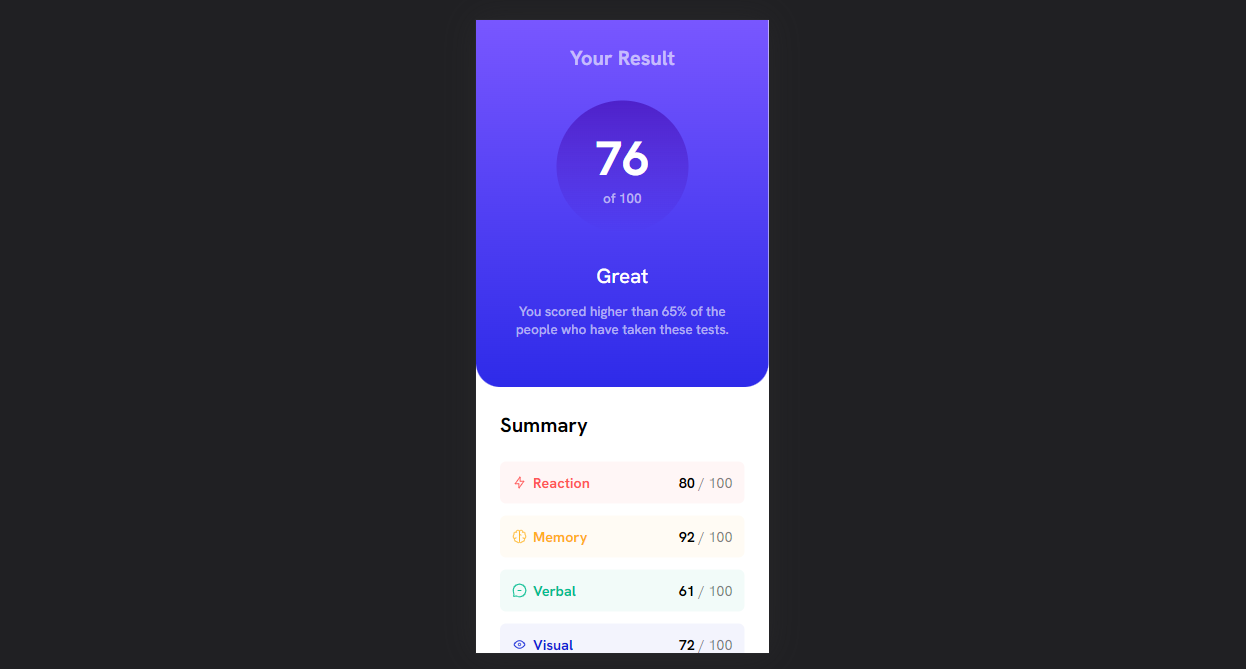 Your Result
76
of 100
Great
You scored higher than 65% of the
people who have taken these tests.
Summary
Reaction 80 / 100
Memory 92 / 100
Verbal 61 / 100
Visual 72 / 100